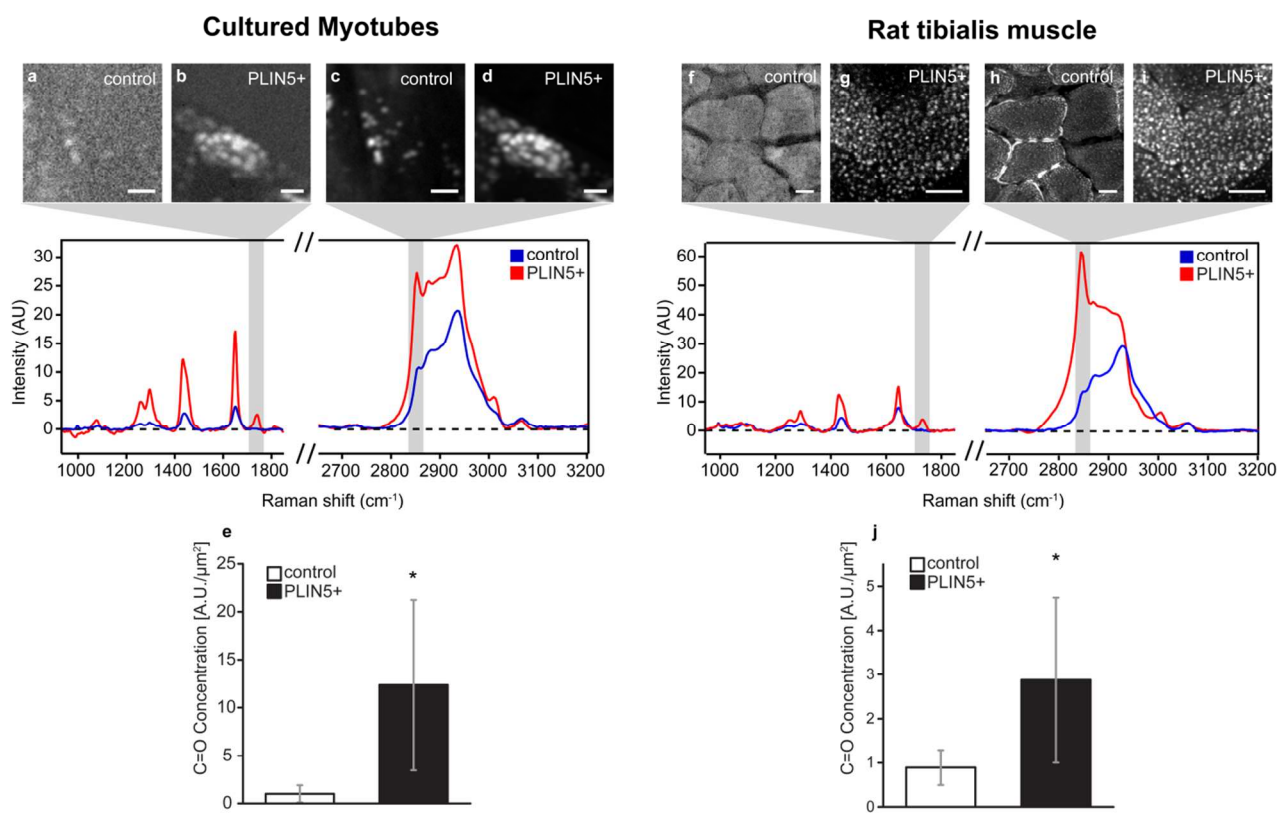 Cultured Myotubes
Rat tibialis muscle
a control
b PLIN5+
c control
d PLIN5+
f control
g PLIN5+
h control
i PLIN5+
Intensity (AU)
30
25
20
15
10
5
0
//
//
control
PLIN5+
1000 1200 1400 1600 1800 2700 2800 2900 3000 3100 3200
Raman shift (cm⁻¹)
Intensity (AU)
60
50
40
30
20
10
0
//
//
control
PLIN5+
1000 1200 1400 1600 1800 2700 2800 2900 3000 3100 3200
Raman shift (cm⁻¹)
e
C=O Concentration [A.U./µm²]
25
20
15
10
5
0
control
PLIN5+
*
j
C=O Concentration [A.U./µm²]
5
4
3
2
1
0
control
PLIN5+
*